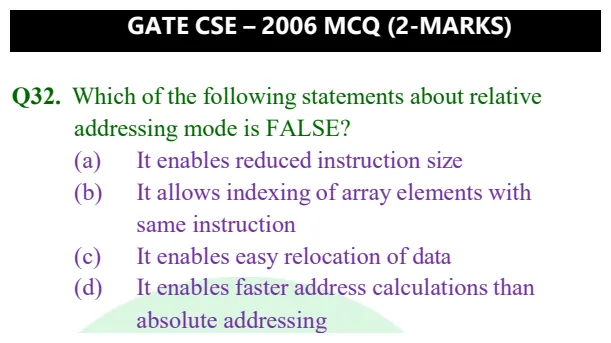 GATE CSE – 2006 MCQ (2-MARKS)
Q32. Which of the following statements about relative
addressing mode is FALSE?
(a) It enables reduced instruction size
(b) It allows indexing of array elements with
same instruction
(c) It enables easy relocation of data
(d) It enables faster address calculations than
absolute addressing